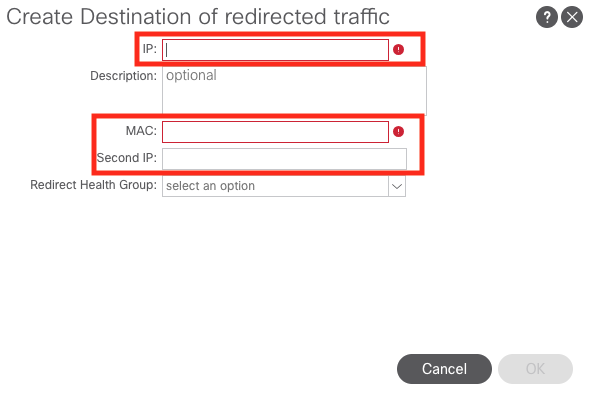 Create Destination of redirected traffic
IP:
Description: optional
MAC:
Second IP:
Redirect Health Group: select an option
Cancel OK